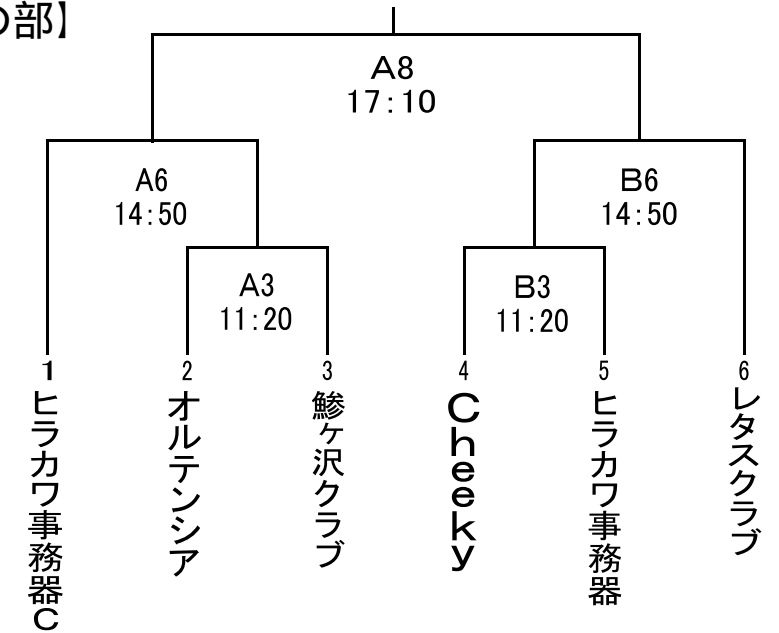 の部】
A8
17:10
A6
14:50
B6
14:50
A3
11:20
B3
11:20
1
2
3
4
5
6
ヒラカワ事務器C
オルテンシア
鰺ヶ沢クラブ
Cheeky
ヒラカワ事務器
レタスクラブ